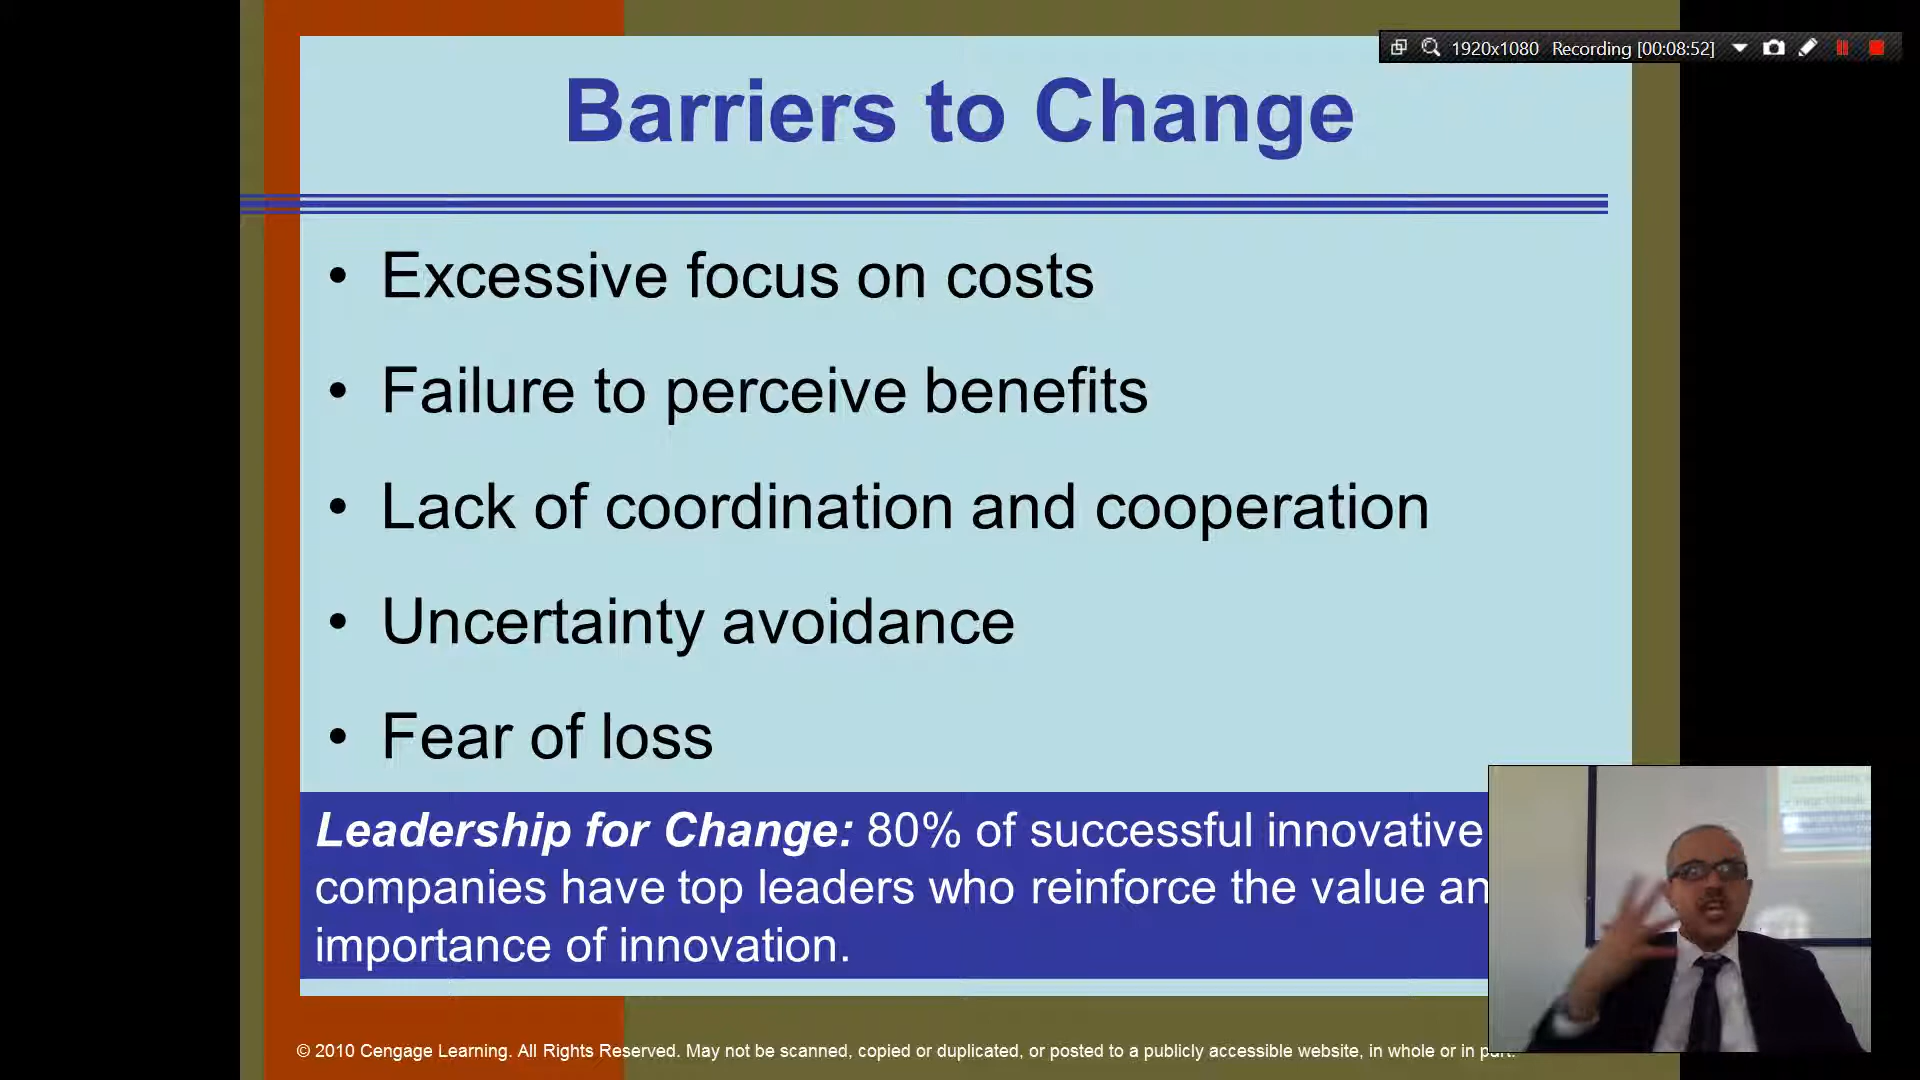 1920x1080 Recording [00:08:52]
Barriers to Change
• Excessive focus on costs
• Failure to perceive benefits
• Lack of coordination and cooperation
• Uncertainty avoidance
• Fear of loss
Leadership for Change: 80% of successful innovative
companies have top leaders who reinforce the value an
importance of innovation.
© 2010 Cengage Learning. All Rights Reserved. May not be scanned, copied or duplicated, or posted to a publicly accessible website, in whole or in part.